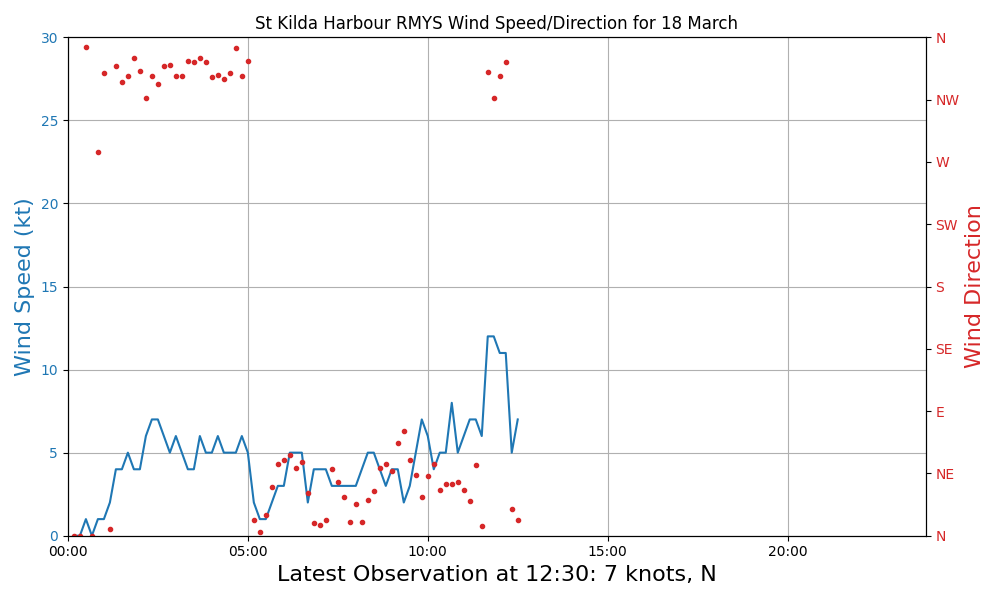 St Kilda Harbour RMYS Wind Speed/Direction for 18 March
30
25
20
15
10
5
0
Wind Speed (kt)
N
NW
W
SW
S
SE
E
NE
N
Wind Direction
00:00
05:00
10:00
15:00
20:00
Latest Observation at 12:30: 7 knots, N